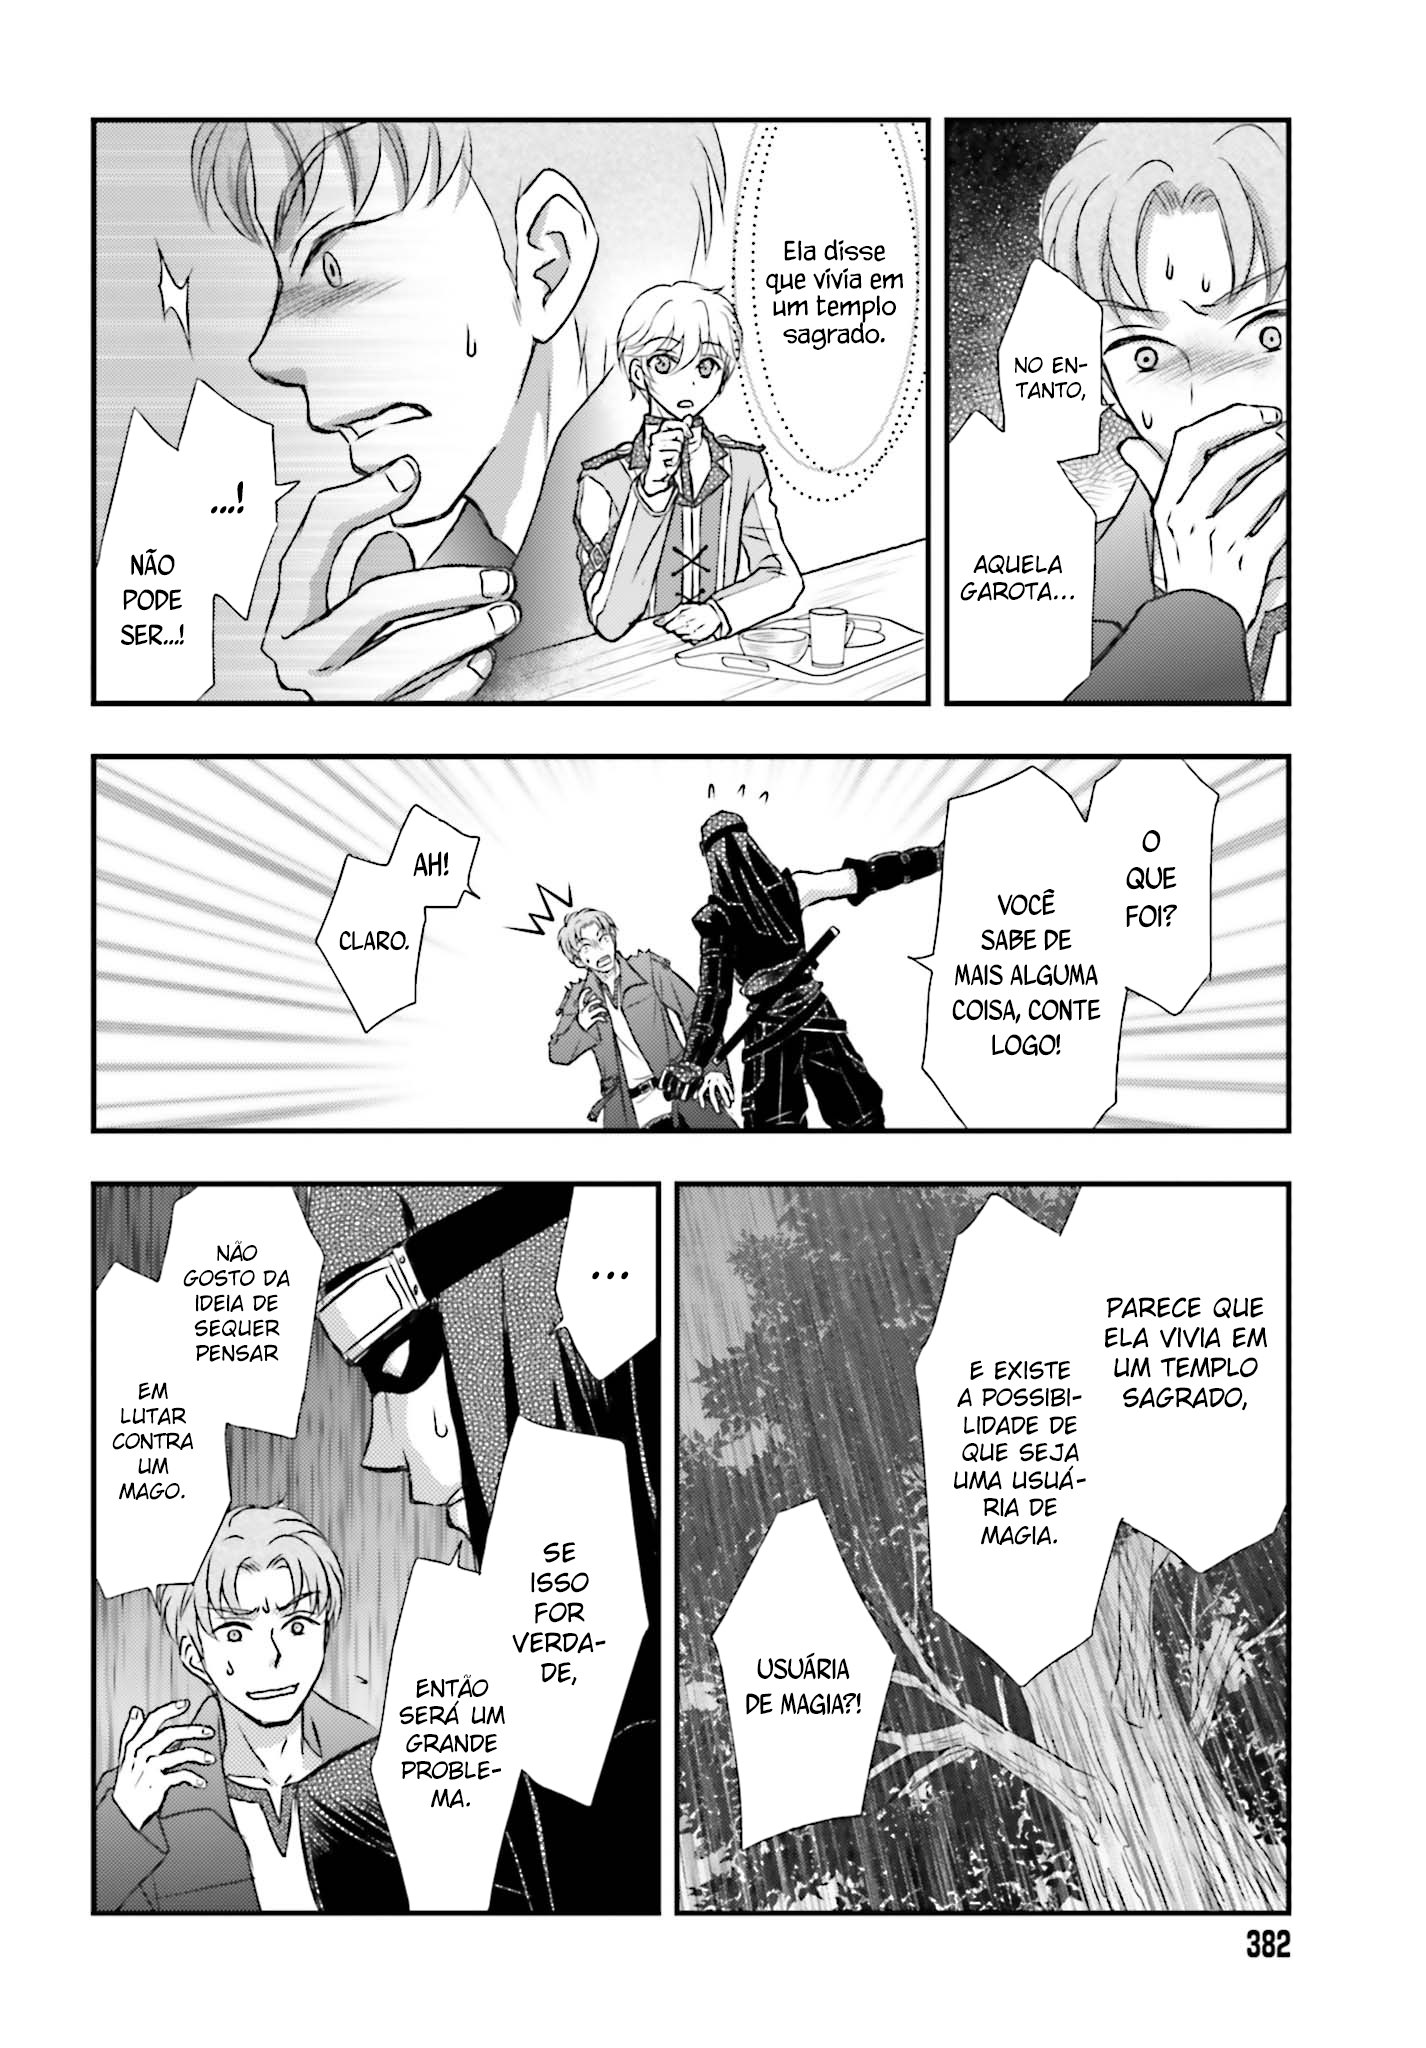 NO EN-
TANTO,
AQUELA
GAROTA...
Ela disse
que vivia em
um templo
sagrado.
...!
NÃO
PODE
SER...!
O
QUE
FOI?
VOCÊ
SABE DE
MAIS ALGUMA
COISA, CONTE
LOGO!
AH!
CLARO.
PARECE QUE
ELA VIVIA EM
UM TEMPLO
SAGRADO,
E EXISTE
A POSSIBI-
LIDADE DE
QUE SEJA
UMA USUÁ-
RIA DE
MAGIA.
USUÁRIA
DE MAGIA?!
...
SE
ISSO
FOR
VERDA-
DE,
ENTÃO
SERÁ UM
GRANDE
PROBLE-
MA.
NÃO
GOSTO DA
IDEIA DE
SEQUER
PENSAR
EM
LUTAR
CONTRA
UM
MAGO.
382